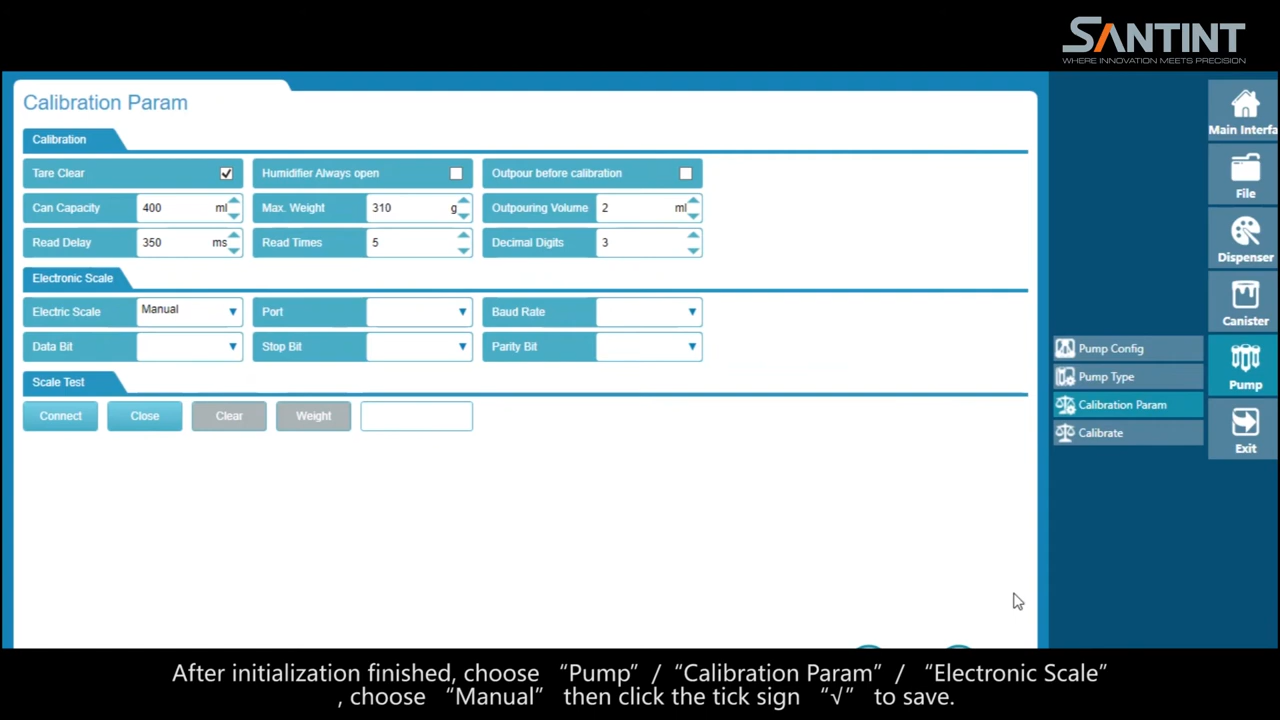 SANTINT
WHERE INNOVATION MEETS PRECISION
Calibration Param
Calibration
Tare Clear
Humidifier Always open
Outpour before calibration
Can Capacity 400 ml
Max. Weight 310 g
Outpouring Volume 2 ml
Read Delay 350 ms
Read Times 5
Decimal Digits 3
Electronic Scale
Electric Scale Manual
Port
Baud Rate
Data Bit
Stop Bit
Parity Bit
Scale Test
Connect
Close
Clear
Weight
Pump Config
Pump Type
Calibration Param
Calibrate
Main Interfa
File
Dispenser
Canister
Pump
Exit
After initialization finished, choose “Pump” / “Calibration Param” / “Electronic Scale”
, choose “Manual” then click the tick sign “√” to save.